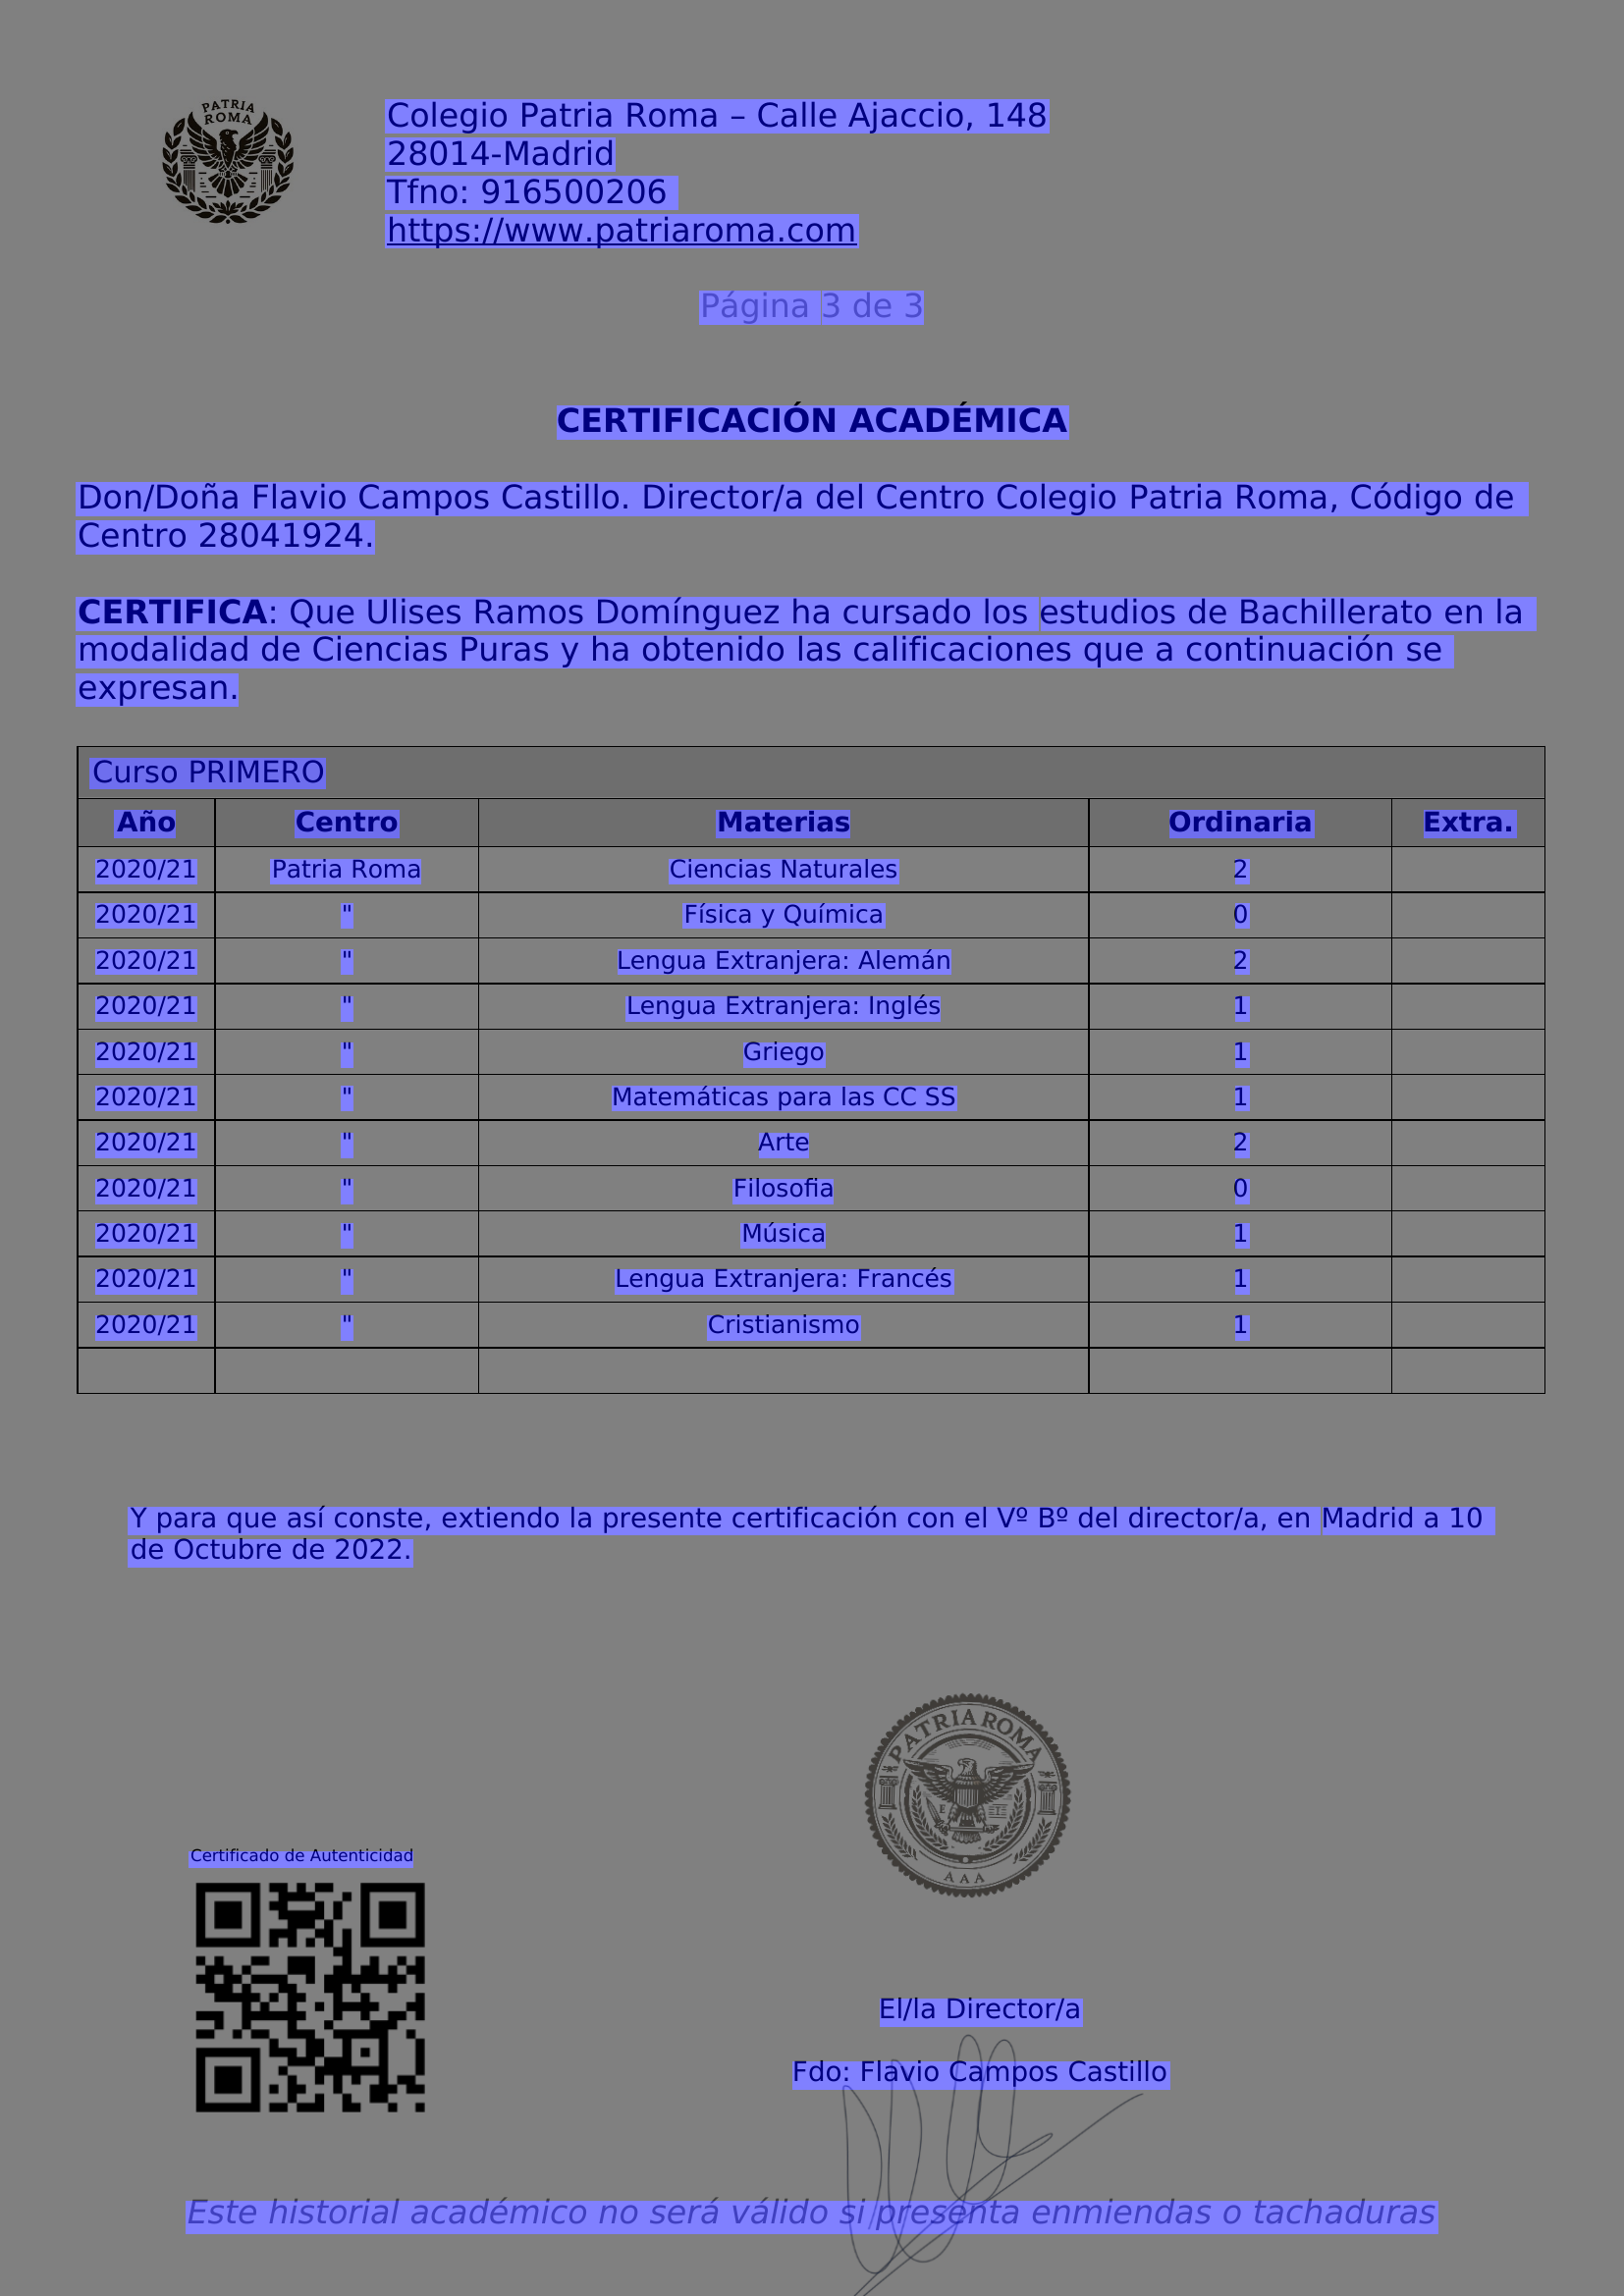 PATRIA
ROMA
Colegio Patria Roma – Calle Ajaccio, 148
28014-Madrid
Tfno: 916500206
https://www.patriaroma.com
Página 3 de 3
CERTIFICACIÓN ACADÉMICA
Don/Doña Flavio Campos Castillo. Director/a del Centro Colegio Patria Roma, Código de
Centro 28041924.
CERTIFICA: Que Ulises Ramos Domínguez ha cursado los estudios de Bachillerato en la
modalidad de Ciencias Puras y ha obtenido las calificaciones que a continuación se
expresan.
Curso PRIMERO
Año Centro Materias Ordinaria Extra.
2020/21 Patria Roma Ciencias Naturales 2
2020/21 " Física y Química 0
2020/21 " Lengua Extranjera: Alemán 2
2020/21 " Lengua Extranjera: Inglés 1
2020/21 " Griego 1
2020/21 " Matemáticas para las CC SS 1
2020/21 " Arte 2
2020/21 " Filosofia 0
2020/21 " Música 1
2020/21 " Lengua Extranjera: Francés 1
2020/21 " Cristianismo 1
Y para que así conste, extiendo la presente certificación con el Vº Bº del director/a, en Madrid a 10
de Octubre de 2022.
PATRIA ROMA
A A A
Certificado de Autenticidad
El/la Director/a
Fdo: Flavio Campos Castillo
Este historial académico no será válido si presenta enmiendas o tachaduras